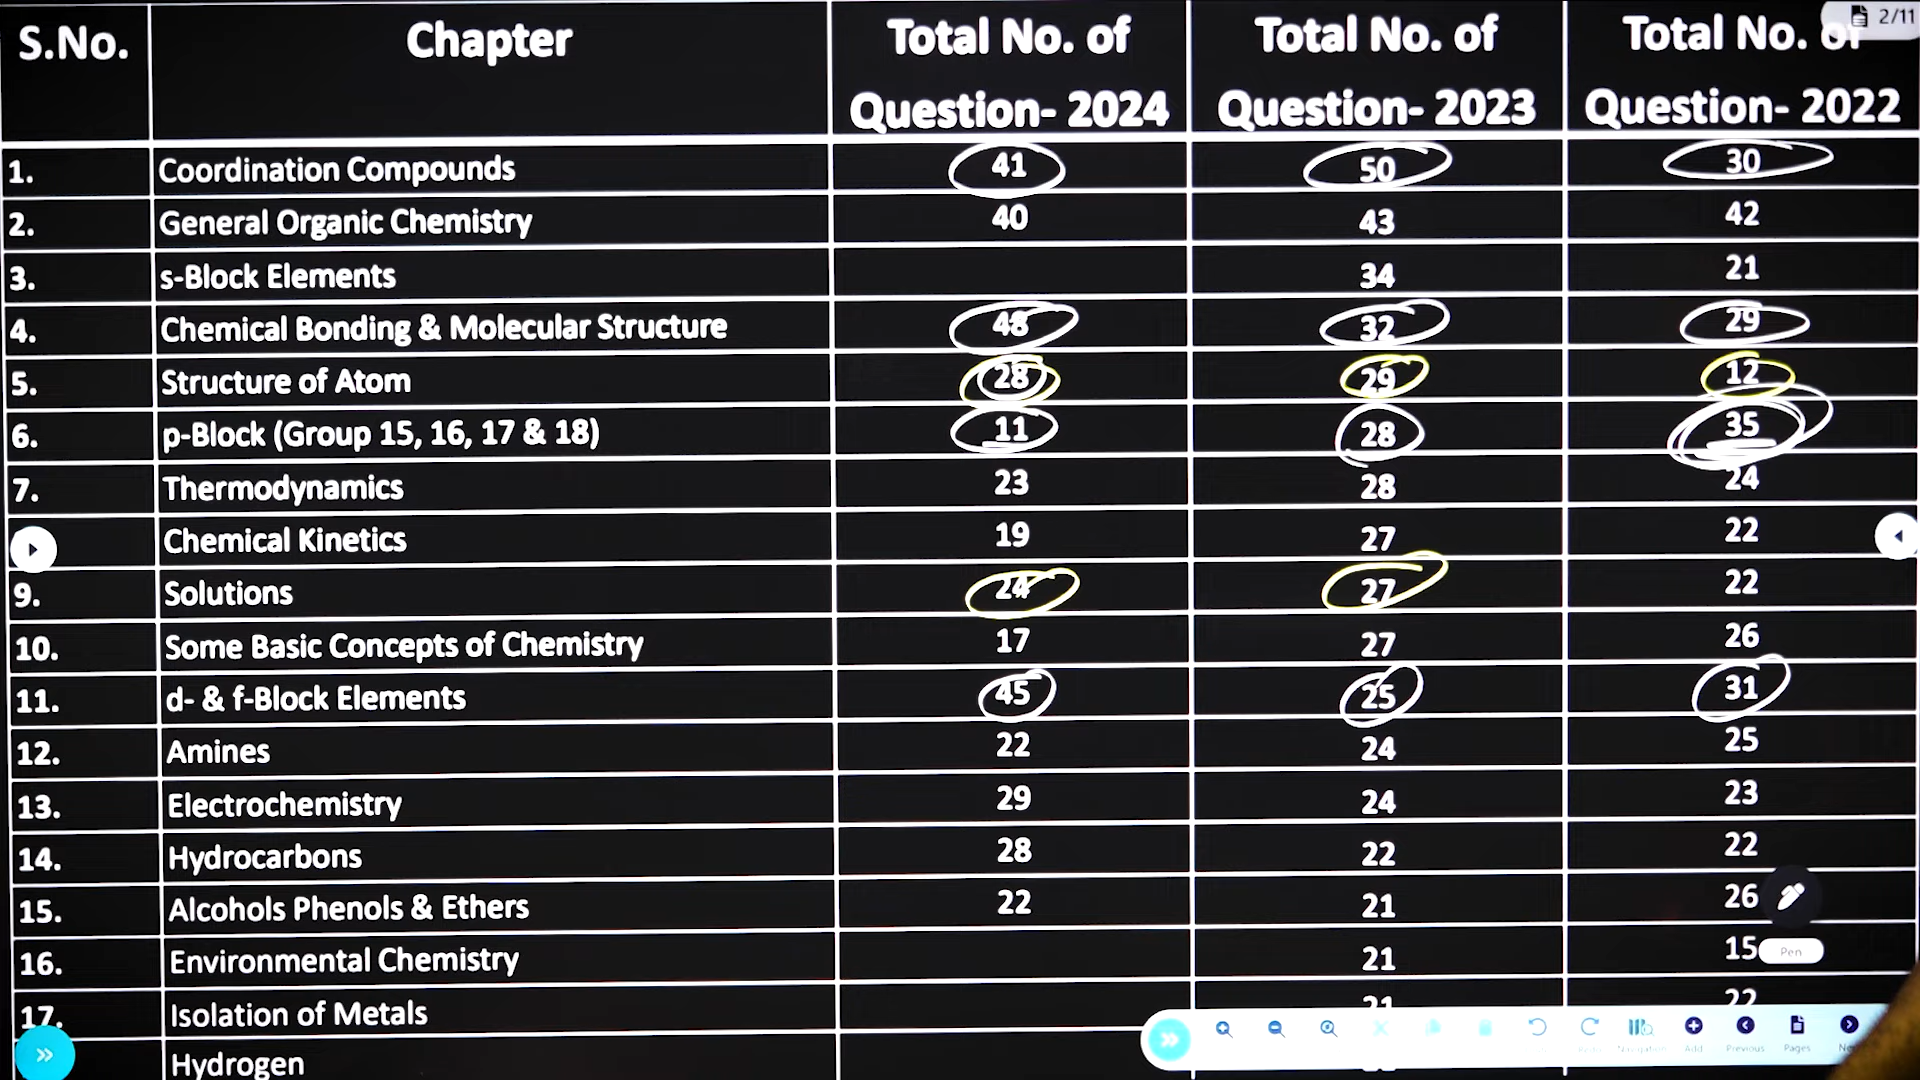 S.No. Chapter Total No. of Question- 2024 Total No. of Question- 2023 Total No. of Question- 2022
2/11
1. Coordination Compounds 41 50 30
2. General Organic Chemistry 40 43 42
3. s-Block Elements 34 21
4. Chemical Bonding & Molecular Structure 48 32 29
5. Structure of Atom 28 29 12
6. p-Block (Group 15, 16, 17 & 18) 11 28 35
7. Thermodynamics 23 28 24
Chemical Kinetics 19 27 22
9. Solutions 24 27 22
10. Some Basic Concepts of Chemistry 17 27 26
11. d- & f-Block Elements 45 25 31
12. Amines 22 24 25
13. Electrochemistry 29 24 23
14. Hydrocarbons 28 22 22
15. Alcohols Phenols & Ethers 22 21 26
16. Environmental Chemistry 21 15
Pen
17. Isolation of Metals 21 22
Hydrogen
Navigation Add Previous Pages